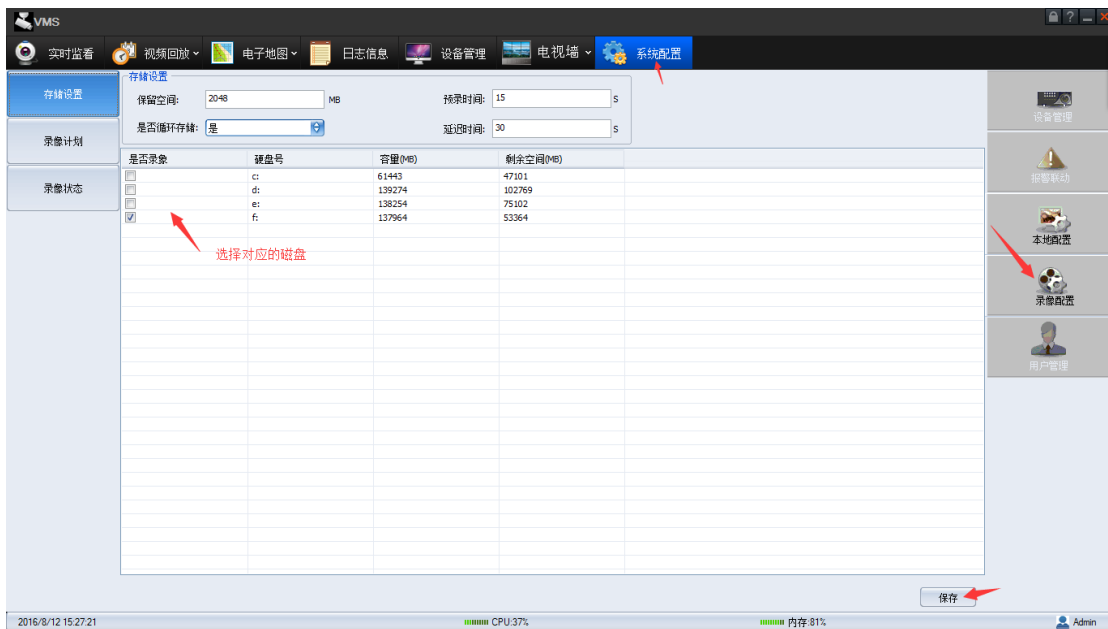 VMS
实时监看 视频回放 电子地图 日志信息 设备管理 电视墙 系统配置
存储设置
录像计划
录像状态
存储设置
保留空间: 2048 MB 预录时间: 15 S
是否循环存储: 是 延迟时间: 30 S
是否录象 硬盘号 容量(MB) 剩余空间(MB)
c: 61443 47101
d: 139274 102769
e: 138254 75102
f: 137964 53364
选择对应的磁盘
设备管理
报警联动
本地配置
录像配置
用户管理
保存
2016/8/12 15:27:21 CPU:37% 内存:81% Admin